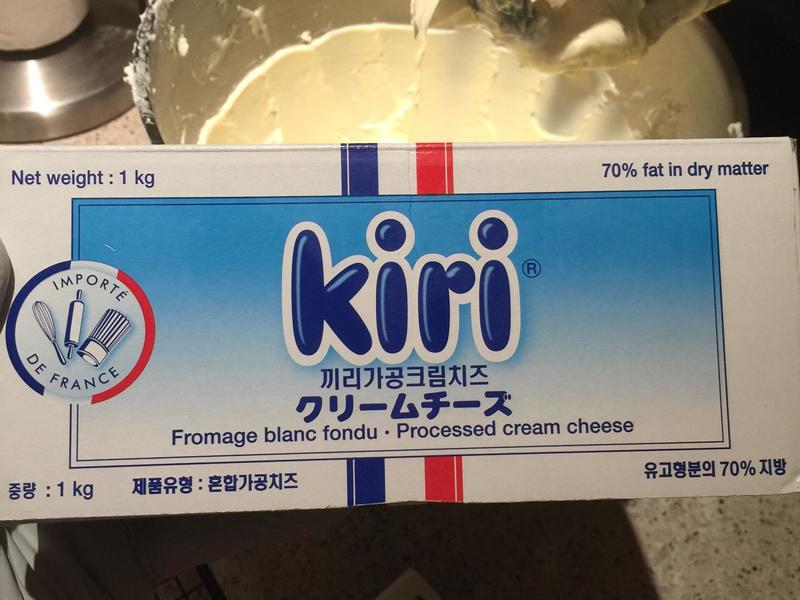 Net weight : 1 kg
70% fat in dry matter
kiri®
IMPORTÉ
DE FRANCE
끼리가공크림치즈
クリームチーズ
Fromage blanc fondu · Processed cream cheese
중량 : 1 kg
제품유형 : 혼합가공치즈
유고형분의 70% 지방